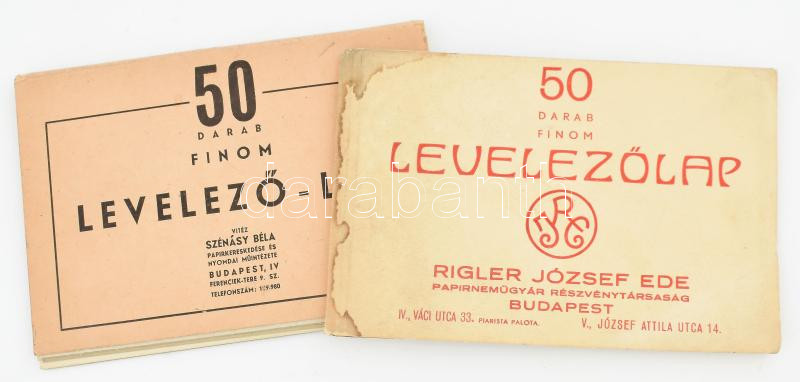 50
DARAB
FINOM
LEVELEZŐ=L
VITÉZ
SZÉNÁSY BÉLA
PAPIRKERESKEDÉSE ÉS
NYOMDAI MŰINTÉZETE
BUDAPEST, IV
FERENCIEK-TERE 9. SZ.
TELEFONSZÁM: 189-980
50
DARAB
FINOM
LEVELEZŐLAP
RJE
RIGLER JÓZSEF EDE
PAPIRNEMŰGYÁR RÉSZVÉNYTÁRSASÁG
BUDAPEST
IV., VÁCI UTCA 33. PIARISTA PALOTA. V., JÓZSEF ATTILA UTCA 14.
darabanth